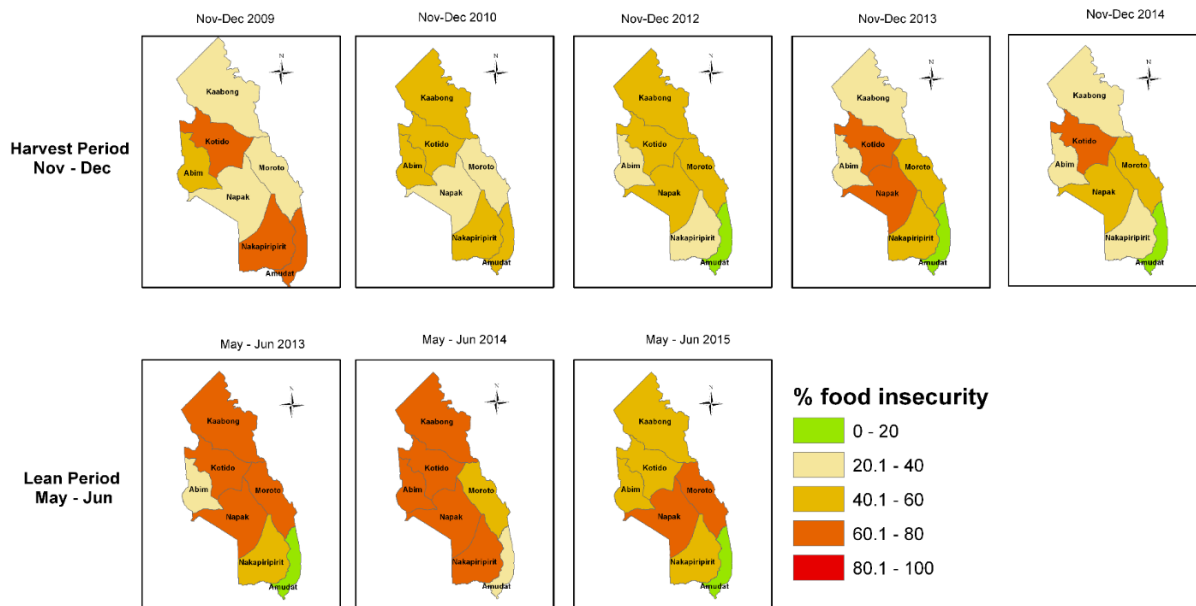 Nov-Dec 2009
Nov-Dec 2010
Nov-Dec 2012
Nov-Dec 2013
Nov-Dec 2014
Harvest Period
Nov - Dec
N
Kaabong
Kotido
Abim
Moroto
Napak
Nakapiripirit
Amudat
N
Kaabong
Kotido
Abim
Moroto
Napak
Nakapiripirit
Amudat
N
Kaabong
Kotido
Abim
Moroto
Napak
Nakapiripirit
Amudat
N
Kaabong
Kotido
Abim
Moroto
Napak
Nakapiripirit
Amudat
N
Kaabong
Kotido
Abim
Moroto
Napak
Nakapiripirit
Amudat
May - Jun 2013
May - Jun 2014
May - Jun 2015
Lean Period
May - Jun
N
Kaabong
Kotido
Abim
Moroto
Napak
Nakapiripirit
Amudat
N
Kaabong
Kotido
Abim
Moroto
Napak
Nakapiripirit
Amudat
N
Kaabong
Kotido
Abim
Moroto
Napak
Nakapiripirit
Amudat
% food insecurity
0 - 20
20.1 - 40
40.1 - 60
60.1 - 80
80.1 - 100